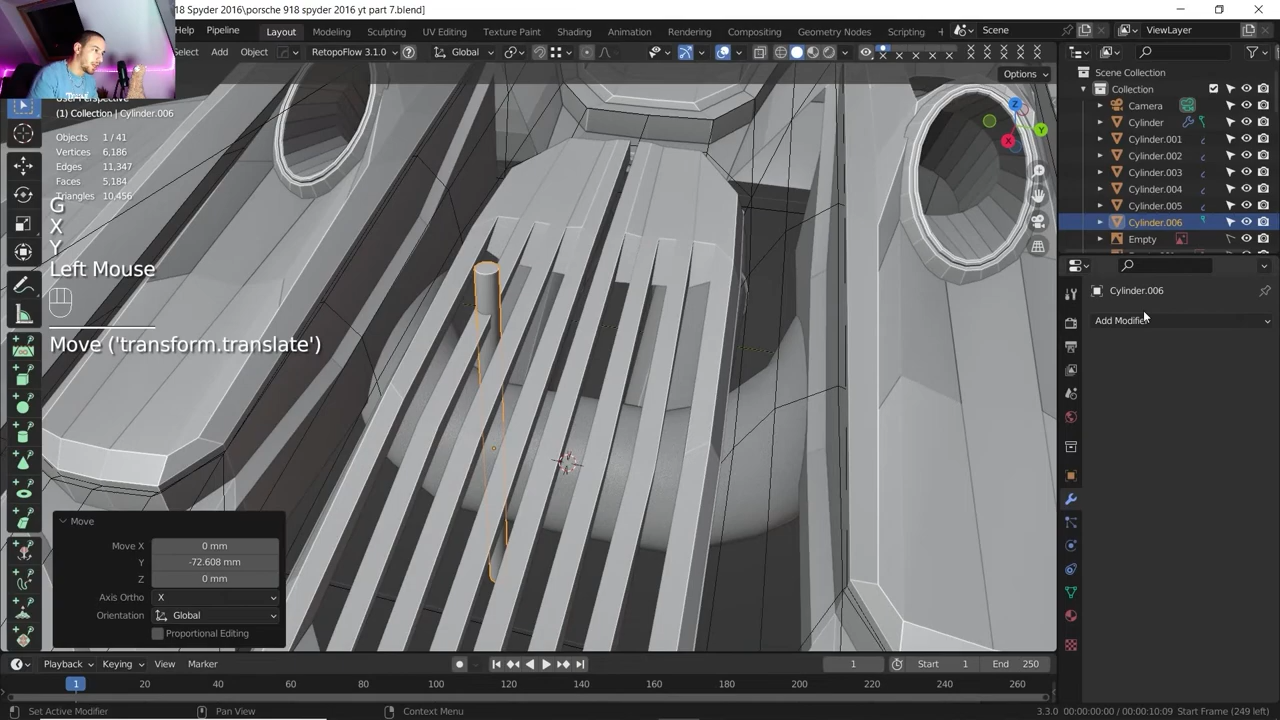 18 Spyder 2016\porsche 918 spyder 2016 yt part 7.blend]
Help Pipeline Layout Modeling Sculpting UV Editing Texture Paint Shading Animation Rendering Compositing Geometry Nodes Scripting Scene ViewLayer
Select Add Object RetopoFlow 3.1.0 Global
Options
User Perspective
(1) Collection | Cylinder.006
Objects 1 / 41
Vertices 6,186
Edges 11,347
Faces 5,184
Triangles 10,456
G
X
Y
Left Mouse
Move ('transform.translate')
Z
Y
X
Scene Collection
Collection
Camera
Cylinder
Cylinder.001
Cylinder.002
Cylinder.003
Cylinder.004
Cylinder.005
Cylinder.006
Empty
Cylinder.006
Add Modifier
Move
Move X 0 mm
Y -72.608 mm
Z 0 mm
Axis Ortho X
Orientation Global
Proportional Editing
Playback Keying View Marker 1 Start 1 End 250
1 20 40 60 80 100 120 140 160 180 200 220 240 260
Set Active Modifier Pan View Context Menu 3.3.0 00:00:00:00 / 00:00:10:09 Start Frame (249 left)